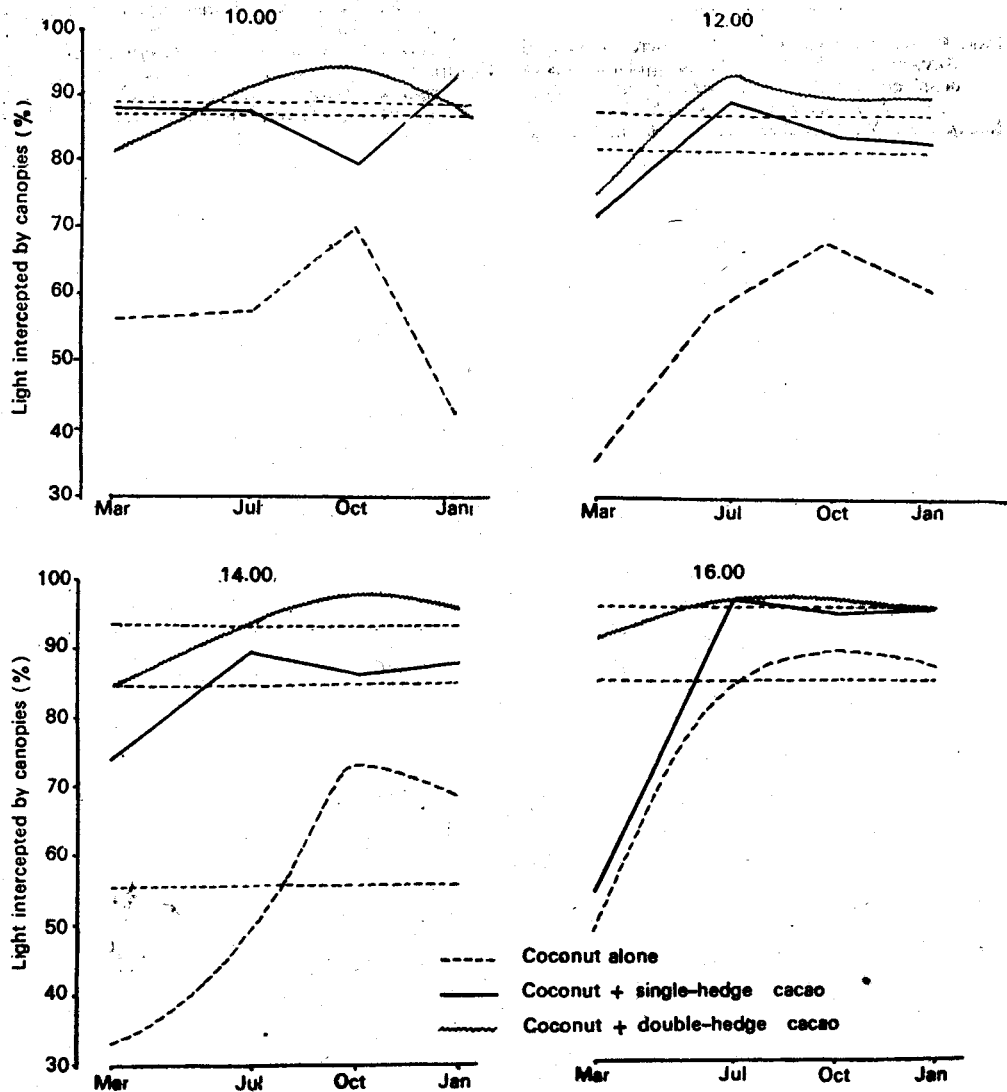 10.00
12.00
Light intercepted by canopies (%)
100
90
80
70
60
50
40
30
Mar Jul Oct Jan
Mar Jul Oct Jan
14.00
16.00
Light intercepted by canopies (%)
100
90
80
70
60
50
40
30
Coconut alone
Coconut + single-hedge cacao
Coconut + double-hedge cacao
Mar Jul Oct Jan
Mar Jul Oct Jan